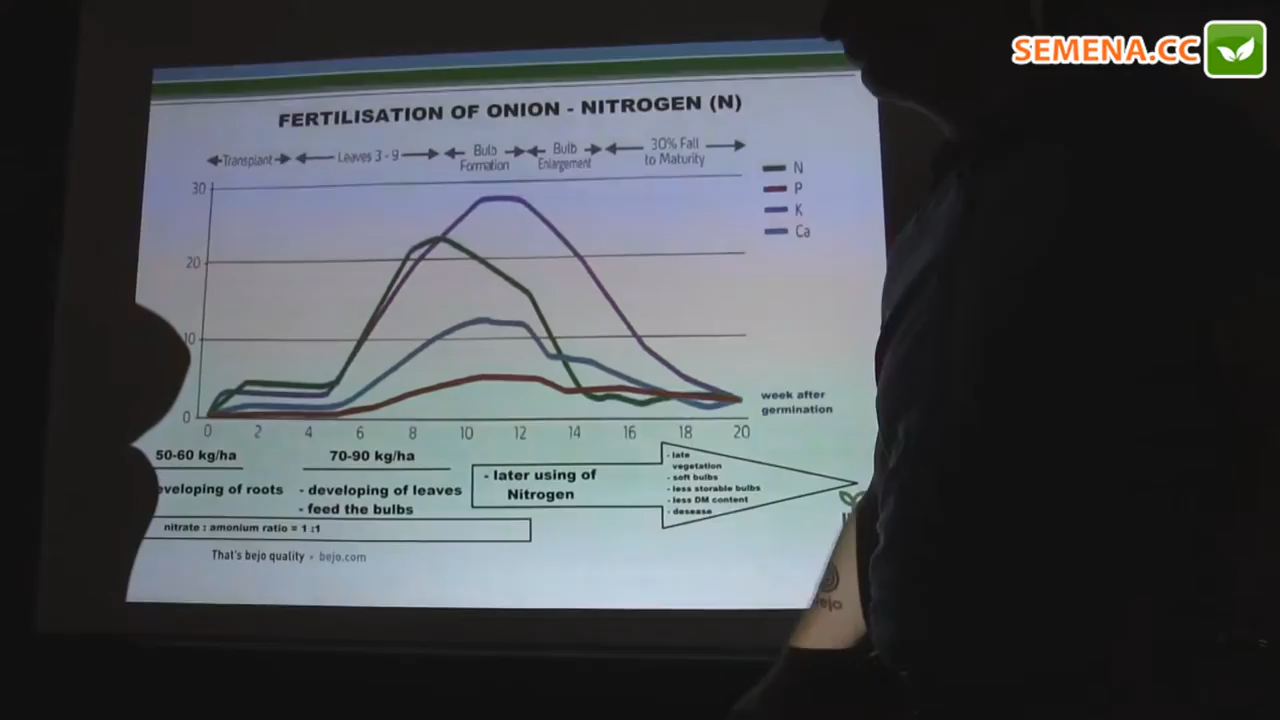 SEMENA.CC
FERTILISATION OF ONION - NITROGEN (N)
Transplant
Leaves 3 - 9
Bulb
Formation
Bulb
Enlargement
30% Fall
to Maturity
N
P
K
Ca
30
20
10
0
0 2 4 6 8 10 12 14 16 18 20
week after
germination
50-60 kg/ha
70-90 kg/ha
eveloping of roots
- developing of leaves
- feed the bulbs
- later using of
Nitrogen
- late
vegetation
- soft bulbs
- less storable bulbs
- less DM content
- desease
nitrate : amonium ratio = 1 :1
That's bejo quality • bejo.com
ejo